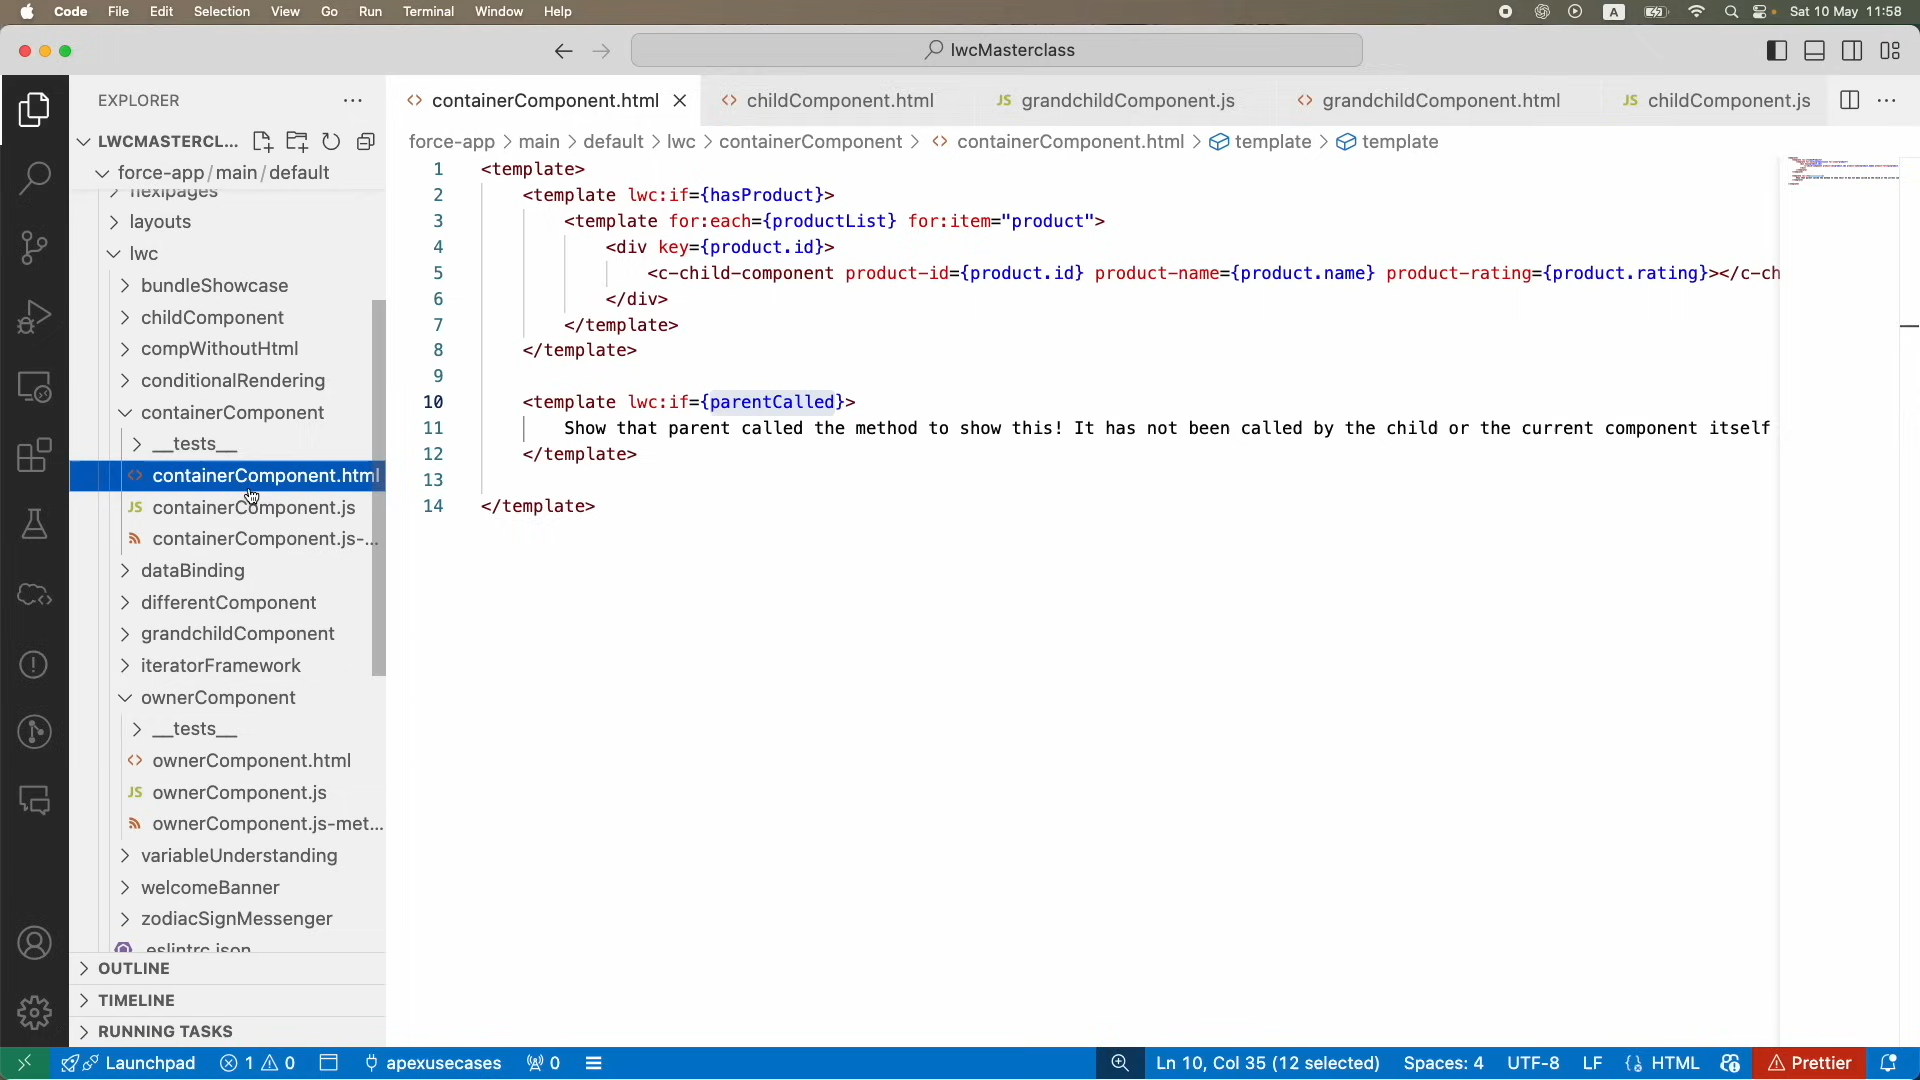 Code File Edit Selection View Go Run Terminal Window Help A Sat 10 May 11:58
lwcMasterclass
EXPLORER
LWCMASTERCL...
force-app/main/default
flexipages
layouts
lwc
bundleShowcase
childComponent
compWithoutHtml
conditionalRendering
containerComponent
__tests__
containerComponent.html
JS containerComponent.js
containerComponent.js-...
dataBinding
differentComponent
grandchildComponent
iteratorFramework
ownerComponent
__tests__
ownerComponent.html
JS ownerComponent.js
ownerComponent.js-met...
variableUnderstanding
welcomeBanner
zodiacSignMessenger
.eslintrc.json
OUTLINE
TIMELINE
RUNNING TASKS
containerComponent.html childComponent.html JS grandchildComponent.js grandchildComponent.html JS childComponent.js
force-app > main > default > lwc > containerComponent > containerComponent.html > template > template
1 <template>
2 <template lwc:if={hasProduct}>
3 <template for:each={productList} for:item="product">
4 <div key={product.id}>
5 <c-child-component product-id={product.id} product-name={product.name} product-rating={product.rating}></c-ch
6 </div>
7 </template>
8 </template>
9
10 <template lwc:if={parentCalled}>
11 Show that parent called the method to show this! It has not been called by the child or the current component itself
12 </template>
13
14 </template>
Launchpad 1 0 apexusecases 0 Ln 10, Col 35 (12 selected) Spaces: 4 UTF-8 LF {} HTML Prettier